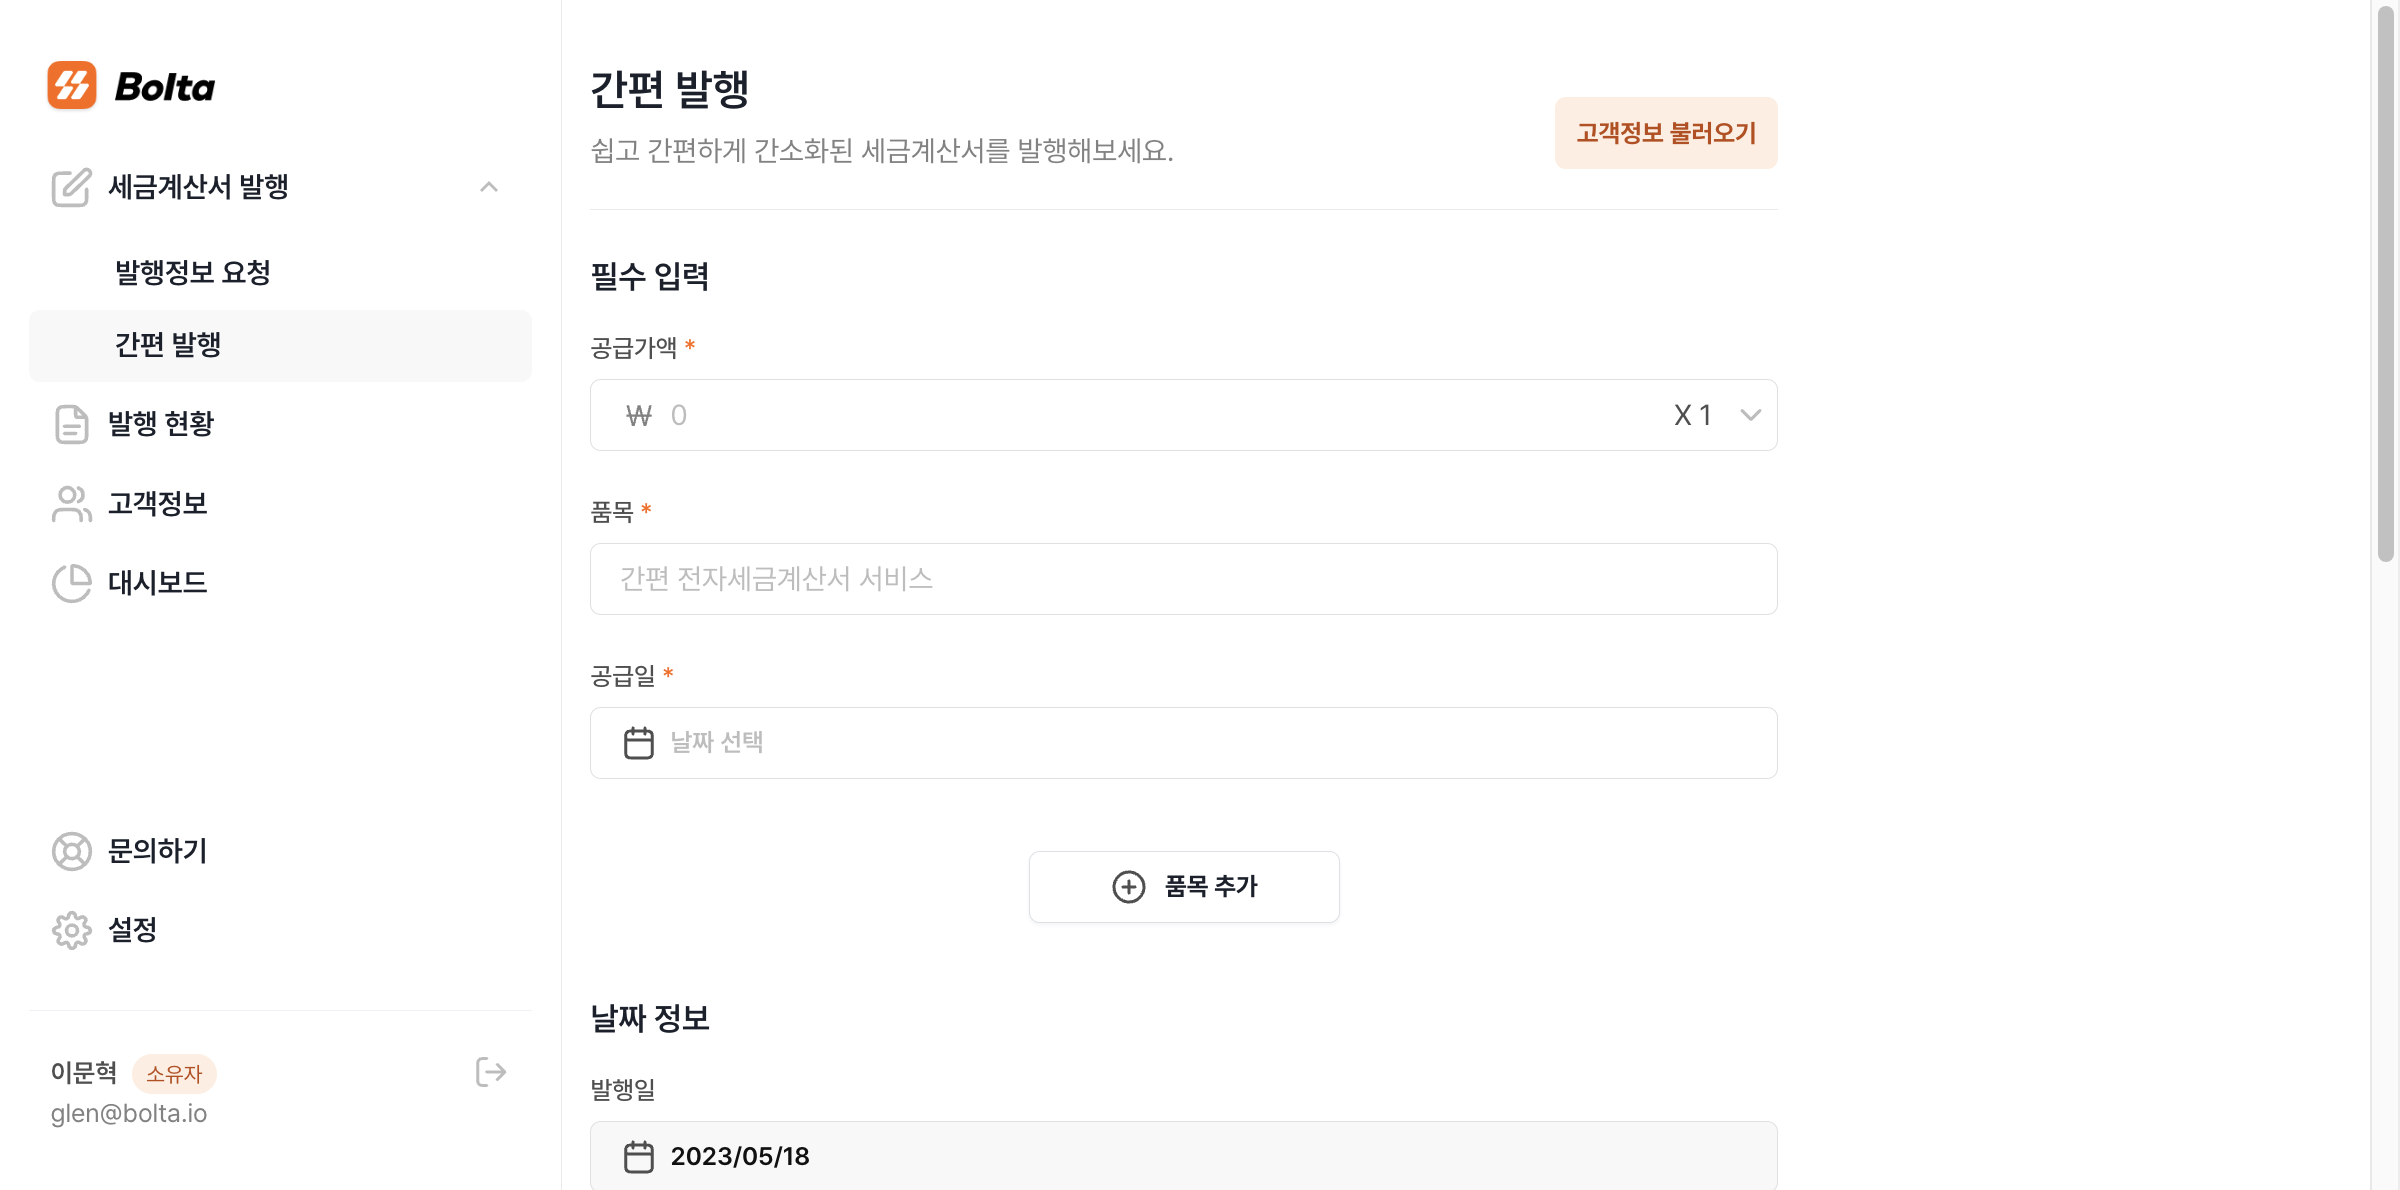 Bolta
세금계산서 발행
발행정보 요청
간편 발행
발행 현황
고객정보
대시보드
문의하기
설정
이문혁 소유자
glen@bolta.io
간편 발행
쉽고 간편하게 간소화된 세금계산서를 발행해보세요.
고객정보 불러오기
필수 입력
공급가액 *
₩ 0 X 1
품목 *
간편 전자세금계산서 서비스
공급일 *
날짜 선택
품목 추가
날짜 정보
발행일
2023/05/18